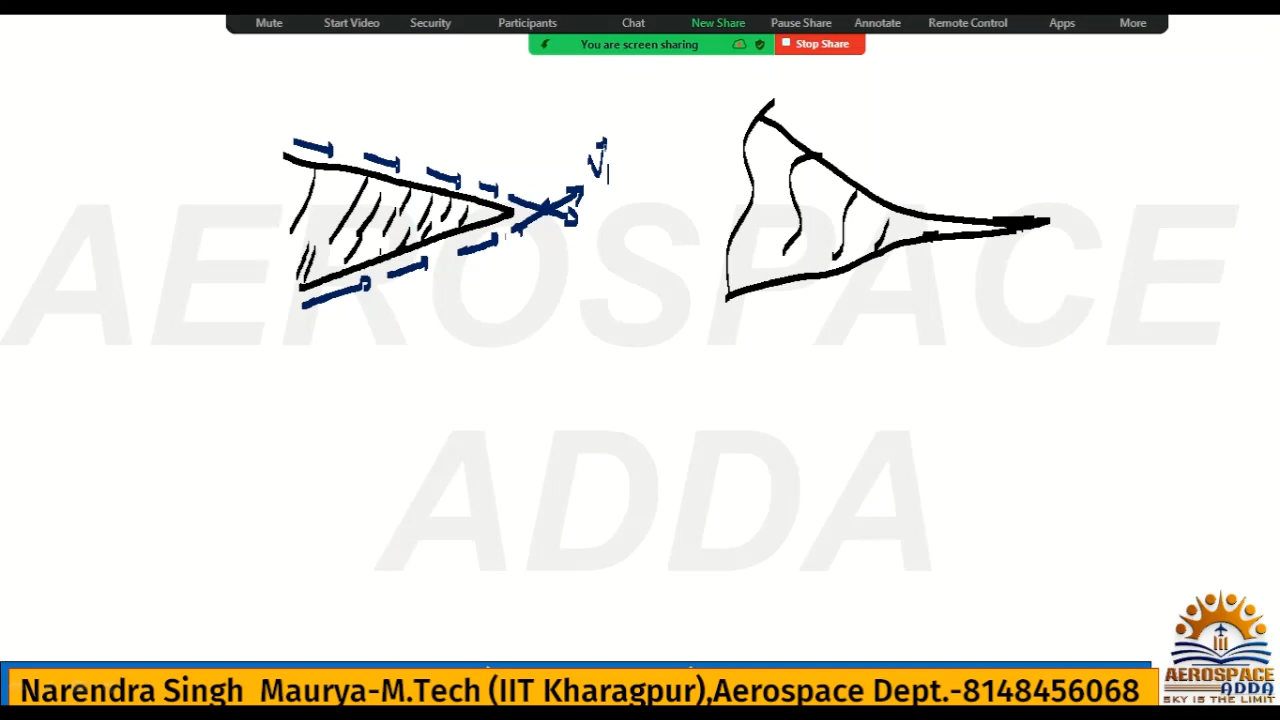 Mute Start Video Security Participants Chat New Share Pause Share Annotate Remote Control Apps More
You are screen sharing Stop Share
V1
AEROSPACE
ADDA
Narendra Singh Maurya-M.Tech (IIT Kharagpur),Aerospace Dept.-8148456068
AEROSPACE
ADDA
SKY IS THE LIMIT